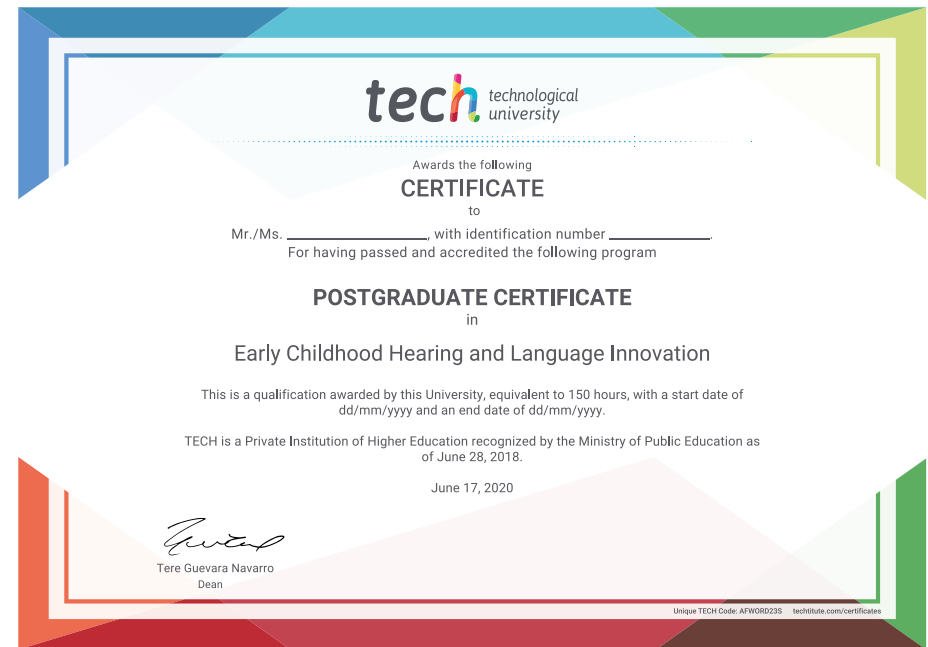 tech technological
university
Awards the following
CERTIFICATE
to
Mr./Ms. ____________________, with identification number ______________.
For having passed and accredited the following program
POSTGRADUATE CERTIFICATE
in
Early Childhood Hearing and Language Innovation
This is a qualification awarded by this University, equivalent to 150 hours, with a start date of
dd/mm/yyyy and an end date of dd/mm/yyyy.
TECH is a Private Institution of Higher Education recognized by the Ministry of Public Education as
of June 28, 2018.
June 17, 2020
Tere Guevara Navarro
Dean
Unique TECH Code: AFWORD23S techtitute.com/certificates